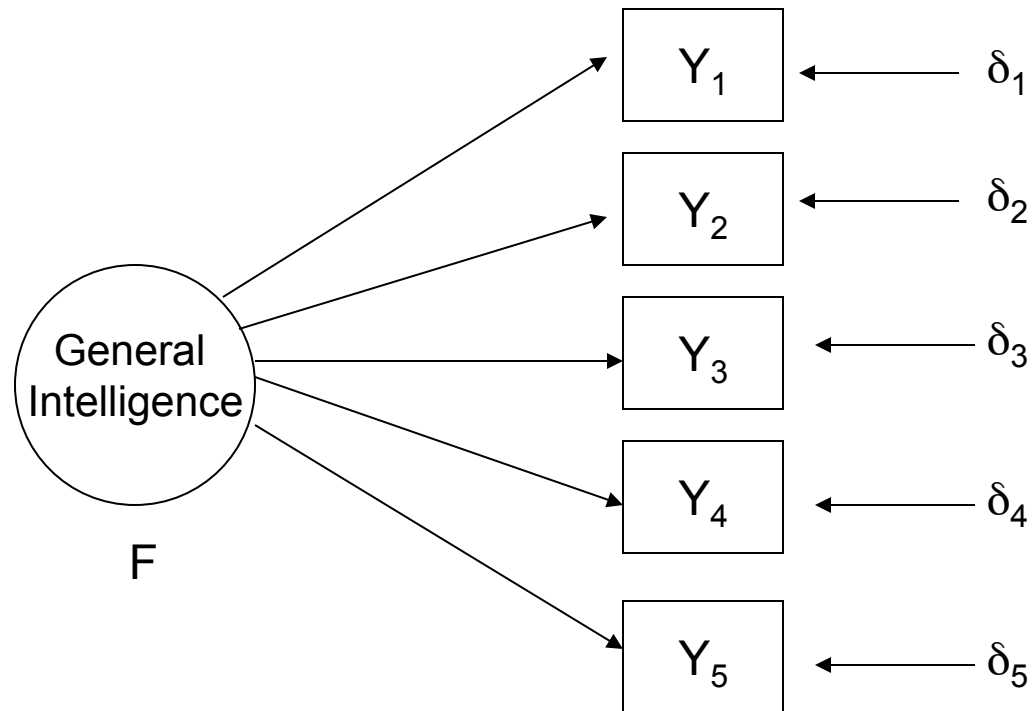 Y₁ δ₁
Y₂ δ₂
General
Intelligence
Y₃ δ₃
Y₄ δ₄
F
Y₅ δ₅